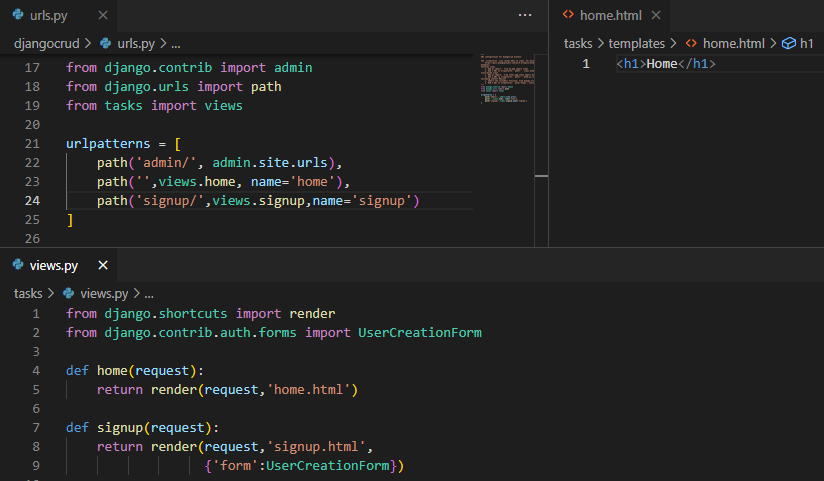 urls.py
djangocrud > urls.py > ...
17 from django.contrib import admin
18 from django.urls import path
19 from tasks import views
20
21 urlpatterns = [
22     path('admin/', admin.site.urls),
23     path('',views.home, name='home'),
24     path('signup/',views.signup,name='signup')
25 ]
26
home.html
tasks > templates > home.html > h1
1 <h1>Home</h1>
views.py
tasks > views.py > ...
1 from django.shortcuts import render
2 from django.contrib.auth.forms import UserCreationForm
3
4 def home(request):
5     return render(request,'home.html')
6
7 def signup(request):
8     return render(request,'signup.html',
9                   {'form':UserCreationForm})